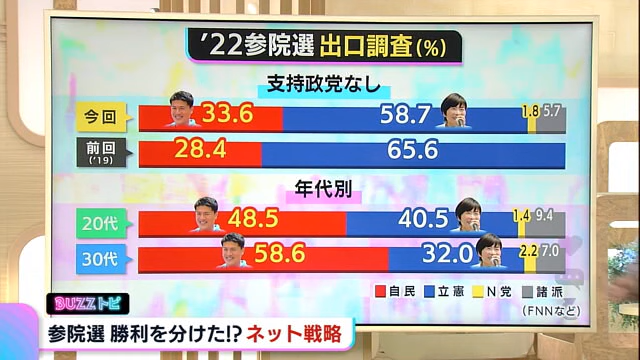 '22参院選 出口調査(%)
支持政党なし
今回 33.6 58.7 1.8 5.7
前回 ('19) 28.4 65.6
年代別
20代 48.5 40.5 1.4 9.4
30代 58.6 32.0 2.2 7.0
自民 立憲 N党 諸派
(FNNなど)
BUZZトピ
参院選 勝利を分けた!? ネット戦略